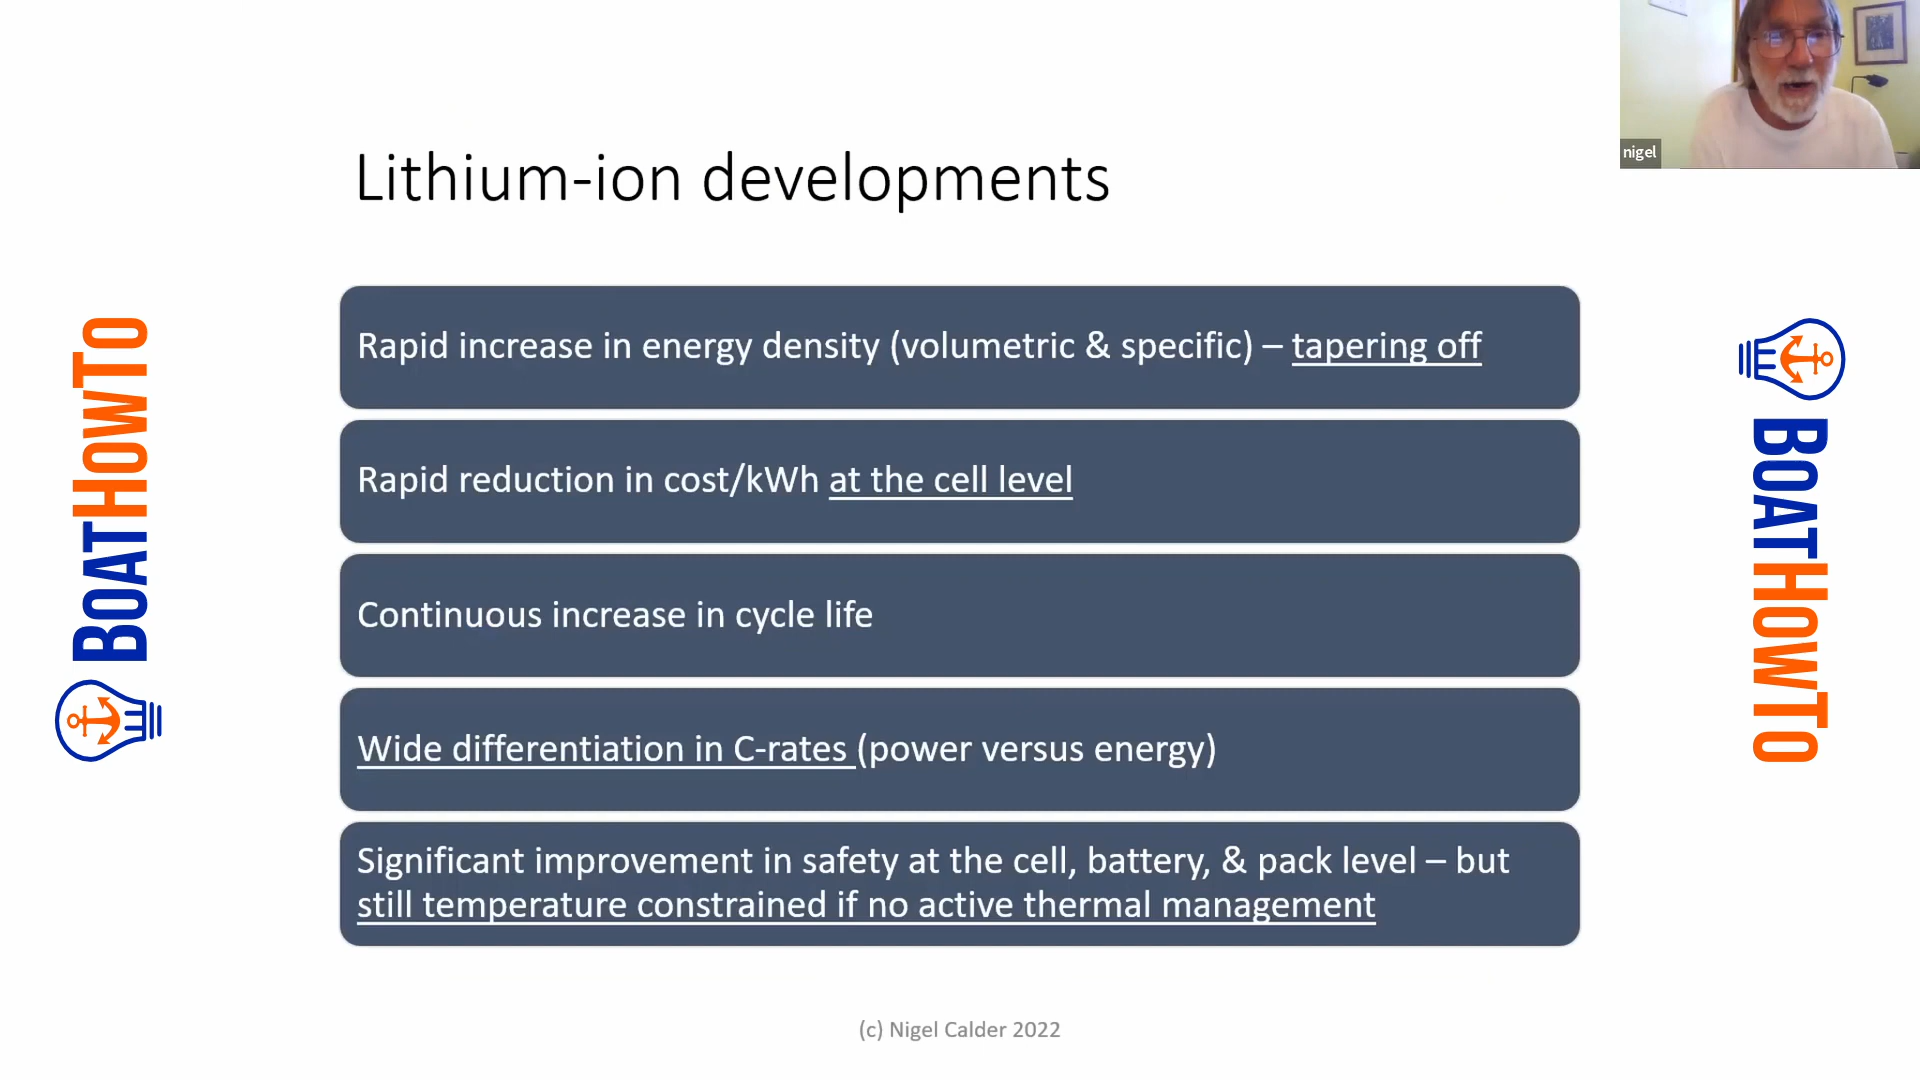 nigel
Lithium-ion developments
Rapid increase in energy density (volumetric & specific) – tapering off
Rapid reduction in cost/kWh at the cell level
Continuous increase in cycle life
Wide differentiation in C-rates (power versus energy)
Significant improvement in safety at the cell, battery, & pack level – but
still temperature constrained if no active thermal management
BOATHOWTO
BOATHOWTO
(c) Nigel Calder 2022